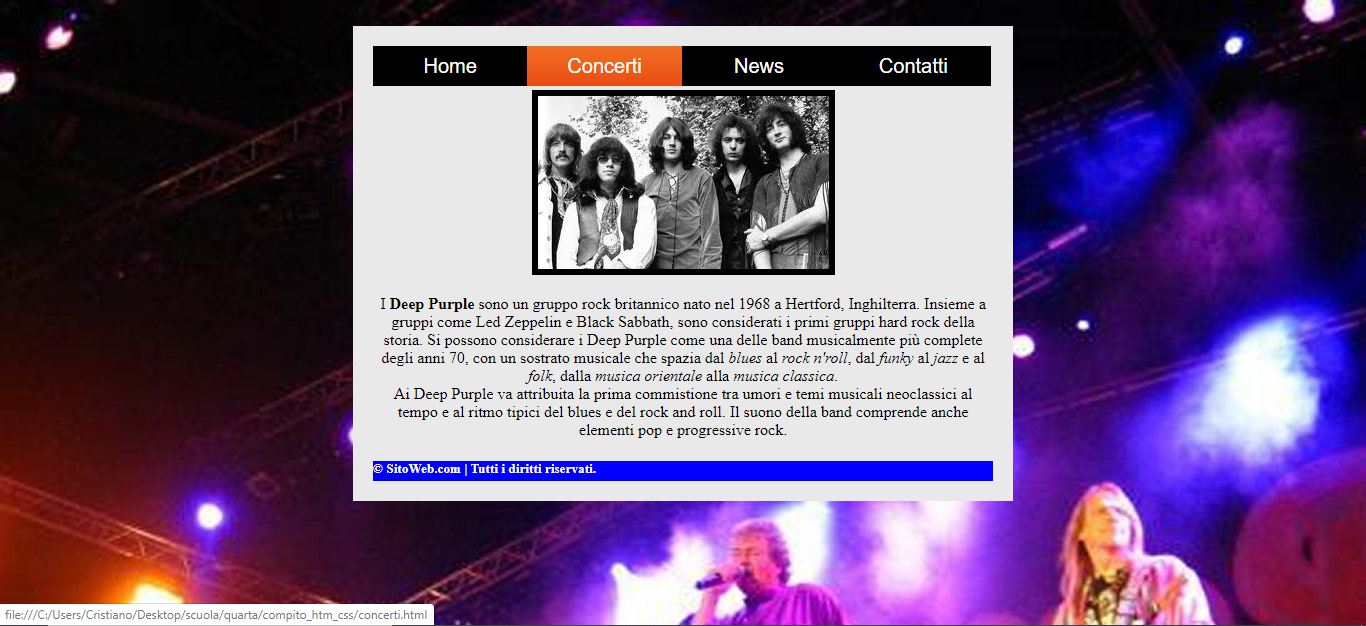 Home Concerti News Contatti
I Deep Purple sono un gruppo rock britannico nato nel 1968 a Hertford, Inghilterra. Insieme a
gruppi come Led Zeppelin e Black Sabbath, sono considerati i primi gruppi hard rock della
storia. Si possono considerare i Deep Purple come una delle band musicalmente più complete
degli anni 70, con un sostrato musicale che spazia dal blues al rock n'roll, dal funky al jazz e al
folk, dalla musica orientale alla musica classica.
Ai Deep Purple va attribuita la prima commistione tra umori e temi musicali neoclassici al
tempo e al ritmo tipici del blues e del rock and roll. Il suono della band comprende anche
elementi pop e progressive rock.
© SitoWeb.com | Tutti i diritti riservati.
file:///C:/Users/Cristiano/Desktop/scuola/quarta/compito_htm_css/concerti.html